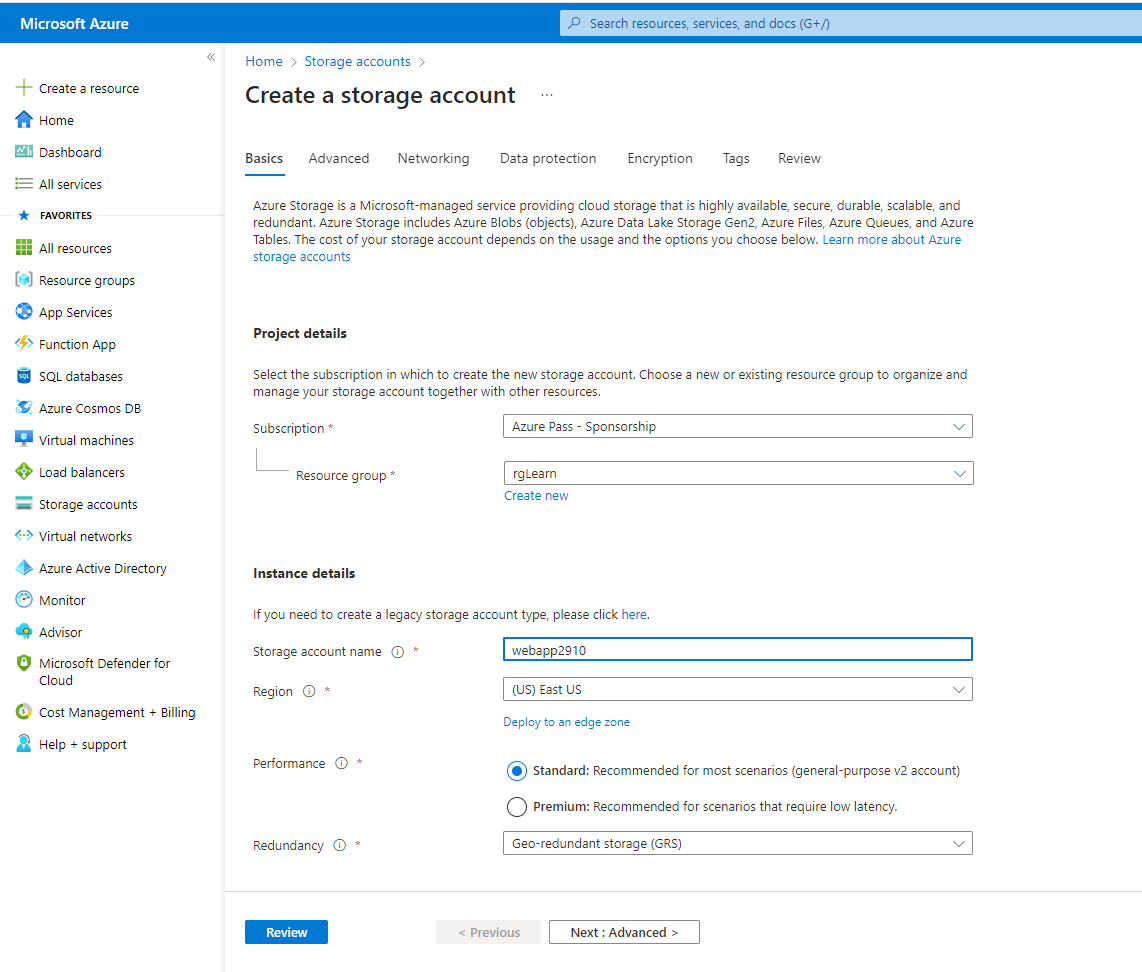 Microsoft Azure
Search resources, services, and docs (G+/)
«
Create a resource
Home
Dashboard
All services
FAVORITES
All resources
Resource groups
App Services
Function App
SQL
SQL databases
Azure Cosmos DB
Virtual machines
Load balancers
Storage accounts
Virtual networks
Azure Active Directory
Monitor
Advisor
Microsoft Defender for
Cloud
Cost Management + Billing
Help + support
Home > Storage accounts >
Create a storage account ...
Basics Advanced Networking Data protection Encryption Tags Review
Azure Storage is a Microsoft-managed service providing cloud storage that is highly available, secure, durable, scalable, and
redundant. Azure Storage includes Azure Blobs (objects), Azure Data Lake Storage Gen2, Azure Files, Azure Queues, and Azure
Tables. The cost of your storage account depends on the usage and the options you choose below. Learn more about Azure
storage accounts
Project details
Select the subscription in which to create the new storage account. Choose a new or existing resource group to organize and
manage your storage account together with other resources.
Subscription * Azure Pass - Sponsorship
Resource group * rgLearn
Create new
Instance details
If you need to create a legacy storage account type, please click here.
Storage account name * webapp2910
Region * (US) East US
Deploy to an edge zone
Performance * Standard: Recommended for most scenarios (general-purpose v2 account)
Premium: Recommended for scenarios that require low latency.
Redundancy * Geo-redundant storage (GRS)
Review < Previous Next : Advanced >